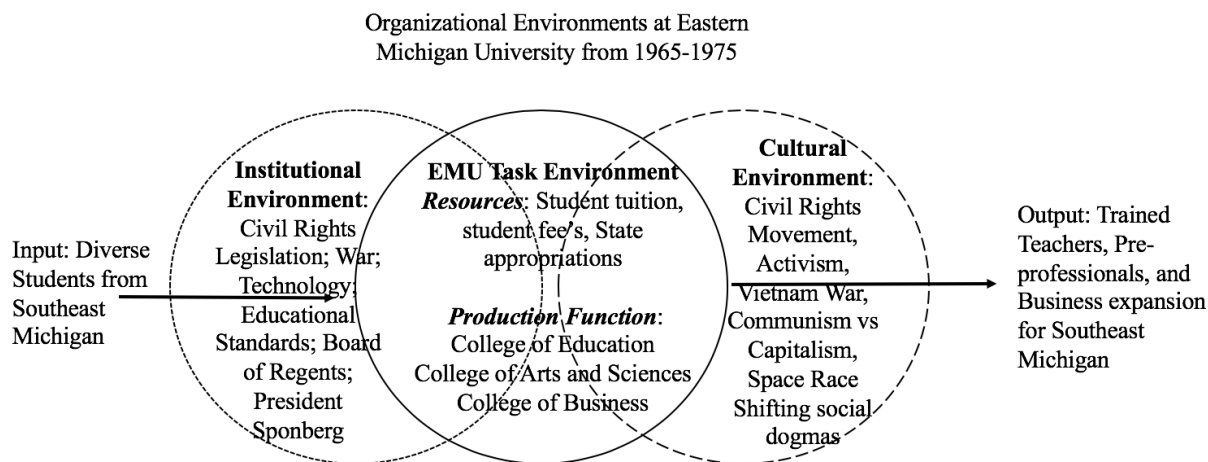 Organizational Environments at Eastern
Michigan University from 1965-1975
Input: Diverse
Students from
Southeast
Michigan
Institutional
Environment:
Civil Rights
Legislation; War;
Technology;
Educational
Standards; Board
of Regents;
President
Sponberg
EMU Task Environment
Resources: Student tuition,
student fee's, State
appropriations
Production Function:
College of Education
College of Arts and Sciences
College of Business
Cultural
Environment:
Civil Rights
Movement,
Activism,
Vietnam War,
Communism vs
Capitalism,
Space Race
Shifting social
dogmas
Output: Trained
Teachers, Pre-
professionals, and
Business expansion
for Southeast
Michigan